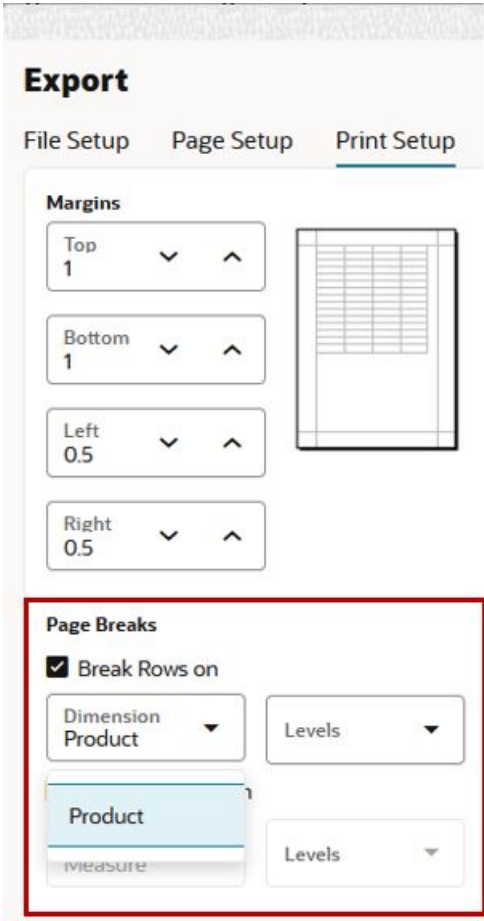 Export
File Setup Page Setup Print Setup
Margins
Top
1
Bottom
1
Left
0.5
Right
0.5
Page Breaks
Break Rows on
Dimension
Product
Levels
Product
Measure
Levels